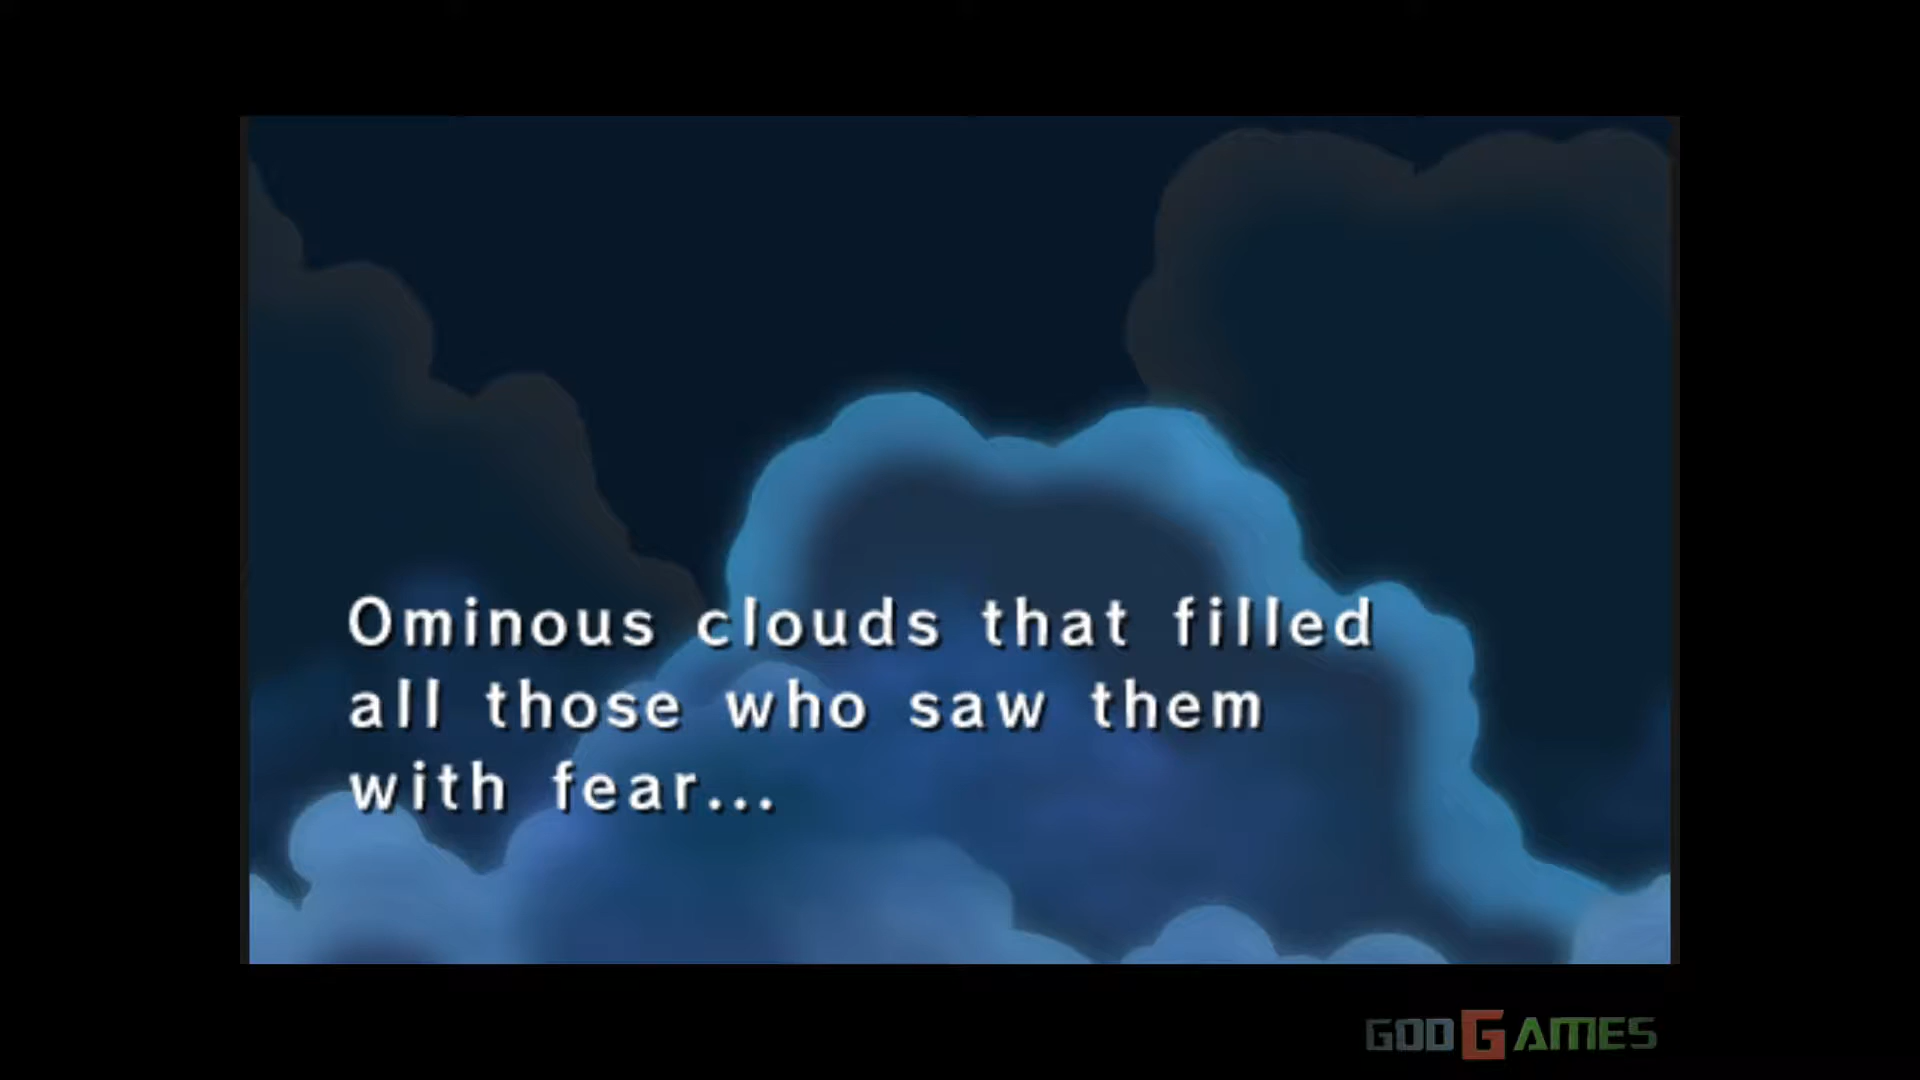 Ominous clouds that filled
all those who saw them
with fear...
GODGAMES